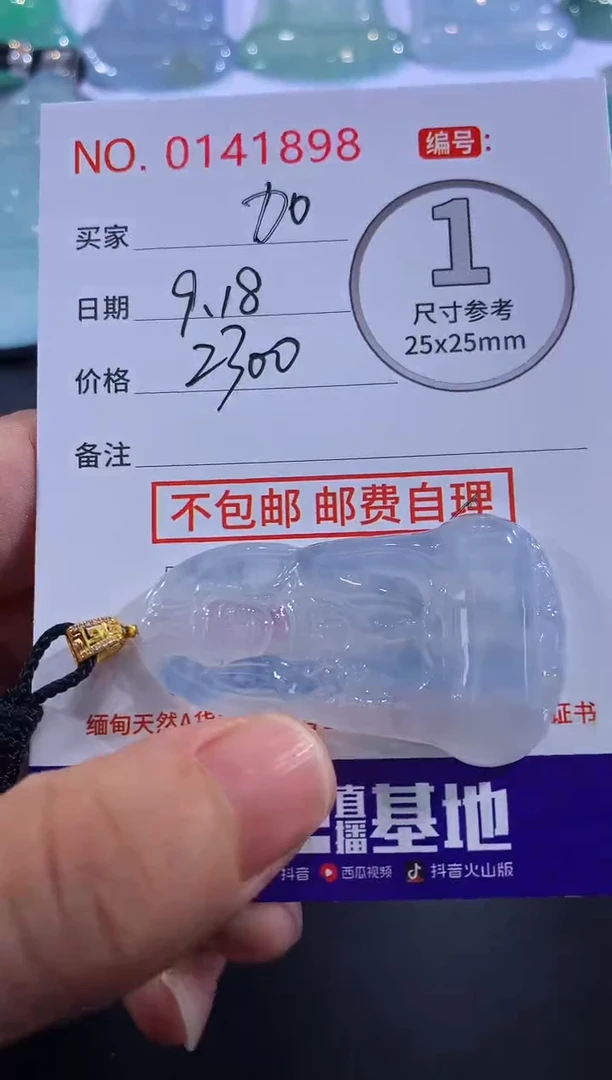 NO. 0141898 编号:
买家 加
日期 9.18
价格 2300
备注
1
尺寸参考
25x25mm
不包邮 邮费自理
缅甸天然A货 证书
直播基地
抖音 西瓜视频 抖音火山版